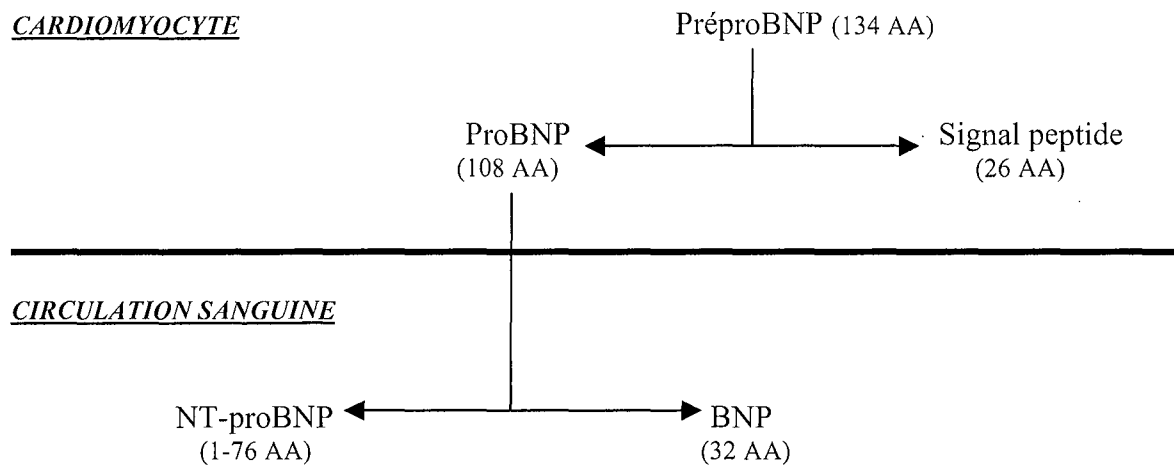 CARDIOMYOCYTE
PréproBNP (134 AA)
ProBNP
(108 AA)
Signal peptide
(26 AA)
CIRCULATION SANGUINE
NT-proBNP
(1-76 AA)
BNP
(32 AA)